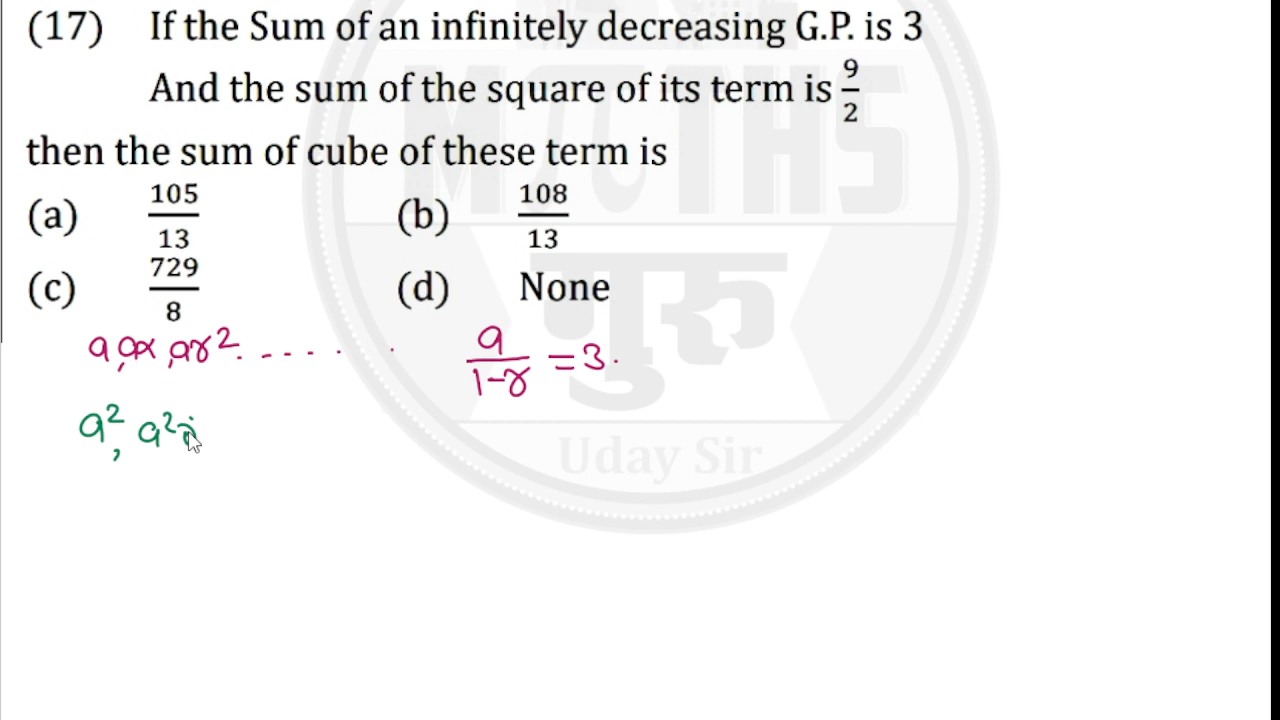 (17) If the Sum of an infinitely decreasing G.P. is 3
And the sum of the square of its term is 9/2
then the sum of cube of these term is
(a) 105/13 (b) 108/13
(c) 729/8 (d) None
a, ar, ar² ....... a/(1-r) = 3.
a², a²
MATHS
गुरु
Uday Sir